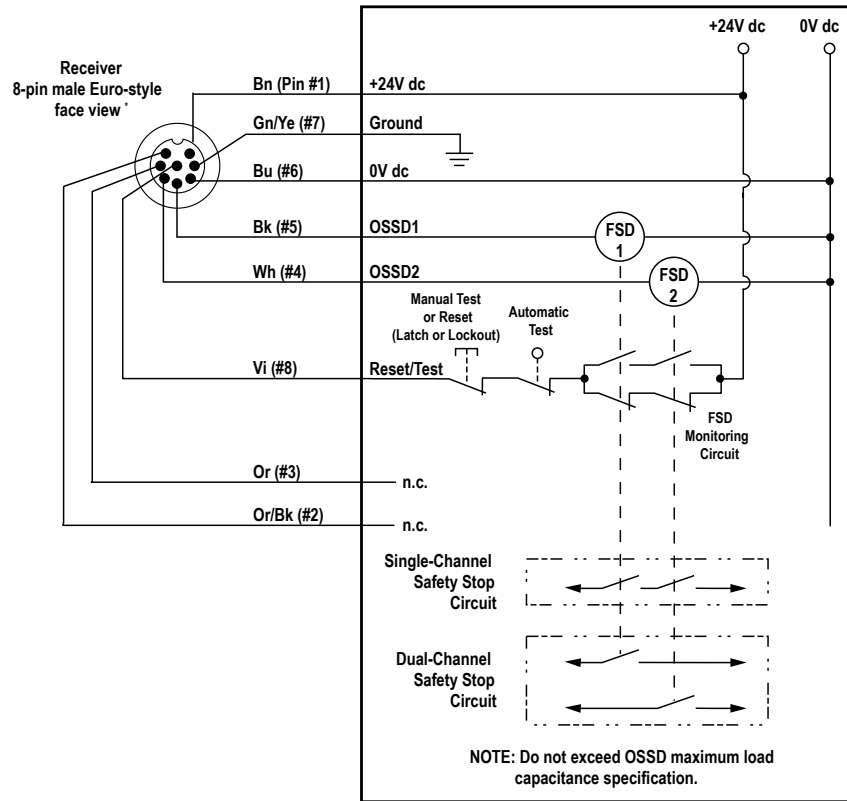 +24V dc
0V dc
Receiver
8-pin male Euro-style
face view *
Bn (Pin #1)
+24V dc
Gn/Ye (#7)
Ground
Bu (#6)
0V dc
Bk (#5)
OSSD1
FSD
1
Wh (#4)
OSSD2
FSD
2
Manual Test
or Reset
(Latch or Lockout)
Automatic
Test
Vi (#8)
Reset/Test
FSD
Monitoring
Circuit
Or (#3)
n.c.
Or/Bk (#2)
n.c.
Single-Channel
Safety Stop
Circuit
Dual-Channel
Safety Stop
Circuit
NOTE: Do not exceed OSSD maximum load
capacitance specification.